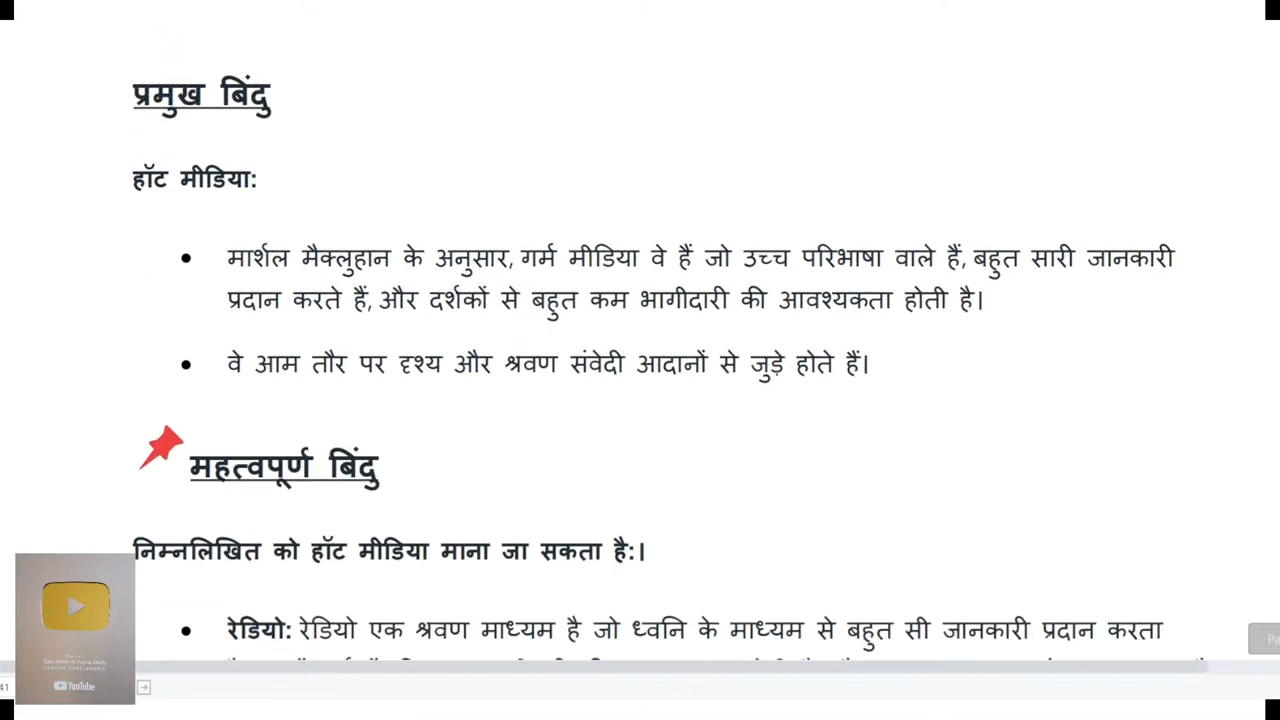 प्रमुख बिंदु
हॉट मीडिया:
मार्शल मैक्लुहान के अनुसार, गर्म मीडिया वे हैं जो उच्च परिभाषा वाले हैं, बहुत सारी जानकारी
प्रदान करते हैं, और दर्शकों से बहुत कम भागीदारी की आवश्यकता होती है।
वे आम तौर पर दृश्य और श्रवण संवेदी आदानों से जुड़े होते हैं।
महत्वपूर्ण बिंदु
निम्नलिखित को हॉट मीडिया माना जा सकता है:।
रेडियो: रेडियो एक श्रवण माध्यम है जो ध्वनि के माध्यम से बहुत सी जानकारी प्रदान करता
41
YouTube